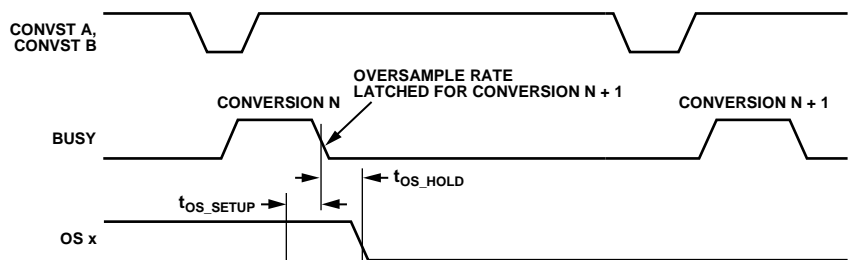 CONVST A,
CONVST B
OVERSAMPLE RATE
LATCHED FOR CONVERSION N + 1
CONVERSION N
CONVERSION N + 1
BUSY
tOS_HOLD
tOS_SETUP
OS x